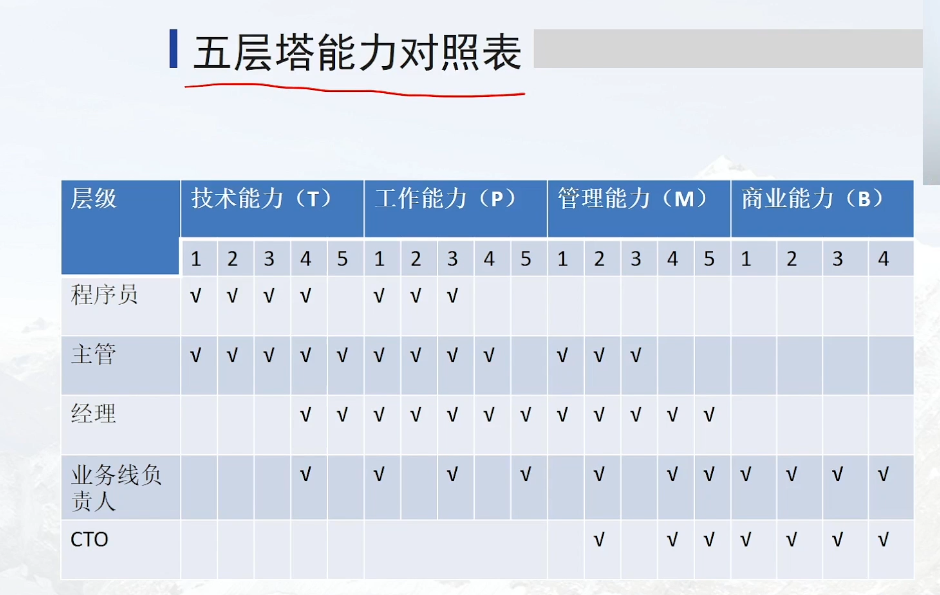 五层塔能力对照表
层级 技术能力（T） 工作能力（P） 管理能力（M） 商业能力（B）
1 2 3 4 5 1 2 3 4 5 1 2 3 4 5 1 2 3 4
程序员 √ √ √ √ √ √ √
主管 √ √ √ √ √ √ √ √ √ √ √ √
经理 √ √ √ √ √ √ √ √ √ √ √ √
业务线负 √ √ √ √ √ √ √ √ √ √ √
责人
CTO √ √ √ √ √ √ √